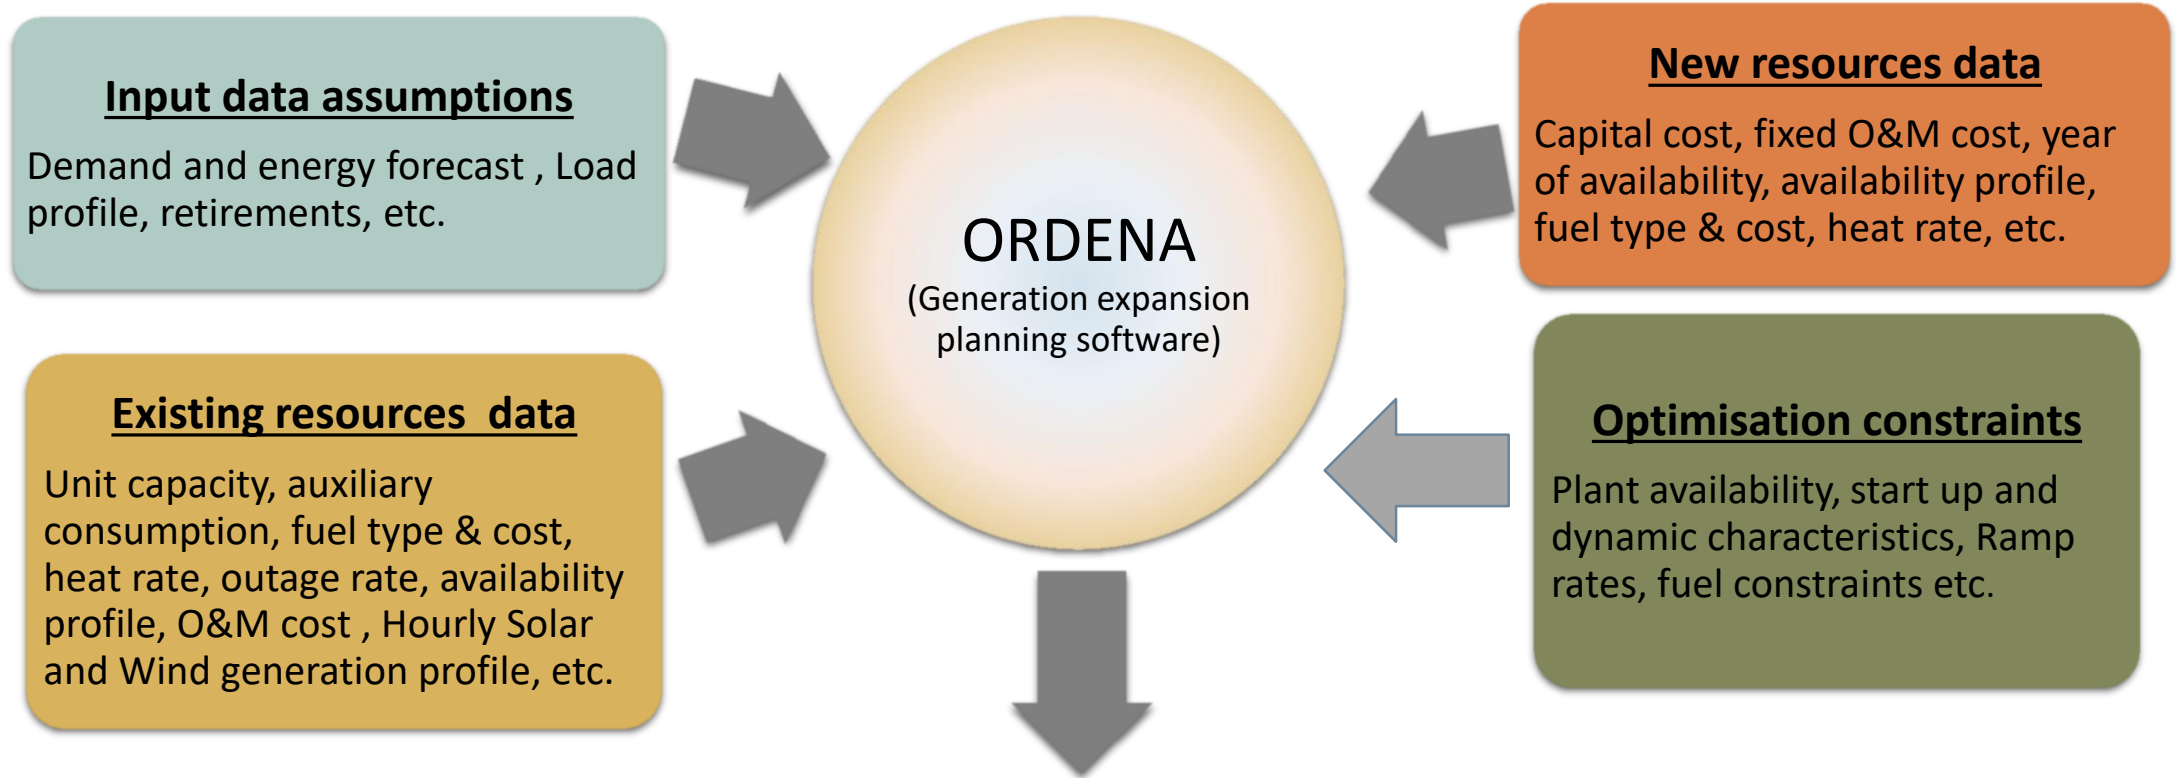 Input data assumptions
Demand and energy forecast , Load
profile, retirements, etc.
Existing resources  data
Unit capacity, auxiliary
consumption, fuel type & cost,
heat rate, outage rate, availability
profile, O&M cost , Hourly Solar
and Wind generation profile, etc.
ORDENA
(Generation expansion
planning software)
New resources data
Capital cost, fixed O&M cost, year
of availability, availability profile,
fuel type & cost, heat rate, etc.
Optimisation constraints
Plant availability, start up and
dynamic characteristics, Ramp
rates, fuel constraints etc.